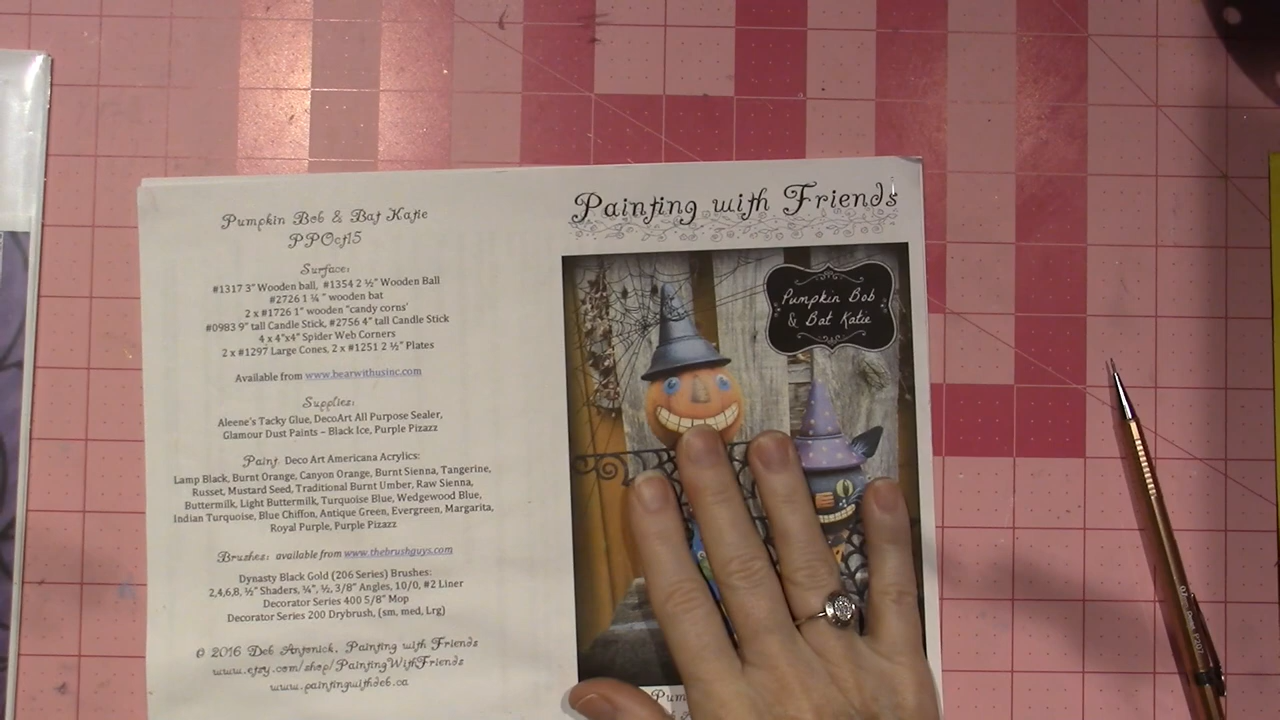 Pumpkin Bob & Bat Katie
PPOct15
Surface:
#1317 3" Wooden ball, #1354 2 ½" Wooden Ball
#2726 1 ¼ " wooden bat
2 x #1726 1" wooden "candy corns'
#0983 9" tall Candle Stick, #2756 4" tall Candle Stick
4 x 4"x4" Spider Web Corners
2 x #1297 Large Cones, 2 x #1251 2 ½" Plates
Available from www.bearwithusinc.com
Supplies:
Aleene's Tacky Glue, DecoArt All Purpose Sealer,
Glamour Dust Paints – Black Ice, Purple Pizazz
Paint: Deco Art Americana Acrylics:
Lamp Black, Burnt Orange, Canyon Orange, Burnt Sienna, Tangerine,
Russet, Mustard Seed, Traditional Burnt Umber, Raw Sienna,
Buttermilk, Light Buttermilk, Turquoise Blue, Wedgewood Blue,
Indian Turquoise, Blue Chiffon, Antique Green, Evergreen, Margarita,
Royal Purple, Purple Pizazz
Brushes: available from www.thebrushguys.com
Dynasty Black Gold (206 Series) Brushes:
2,4,6,8, ½" Shaders, ¼", ½, 3/8" Angles, 10/0, #2 Liner
Decorator Series 400 5/8" Mop
Decorator Series 200 Drybrush, (sm, med, Lrg)
© 2016 Deb Antonick, Painting with Friends
www.etsy.com/shop/PaintingWithFriends
www.paintingwithdeb.ca
Painting with Friends
Pumpkin Bob
& Bat Katie